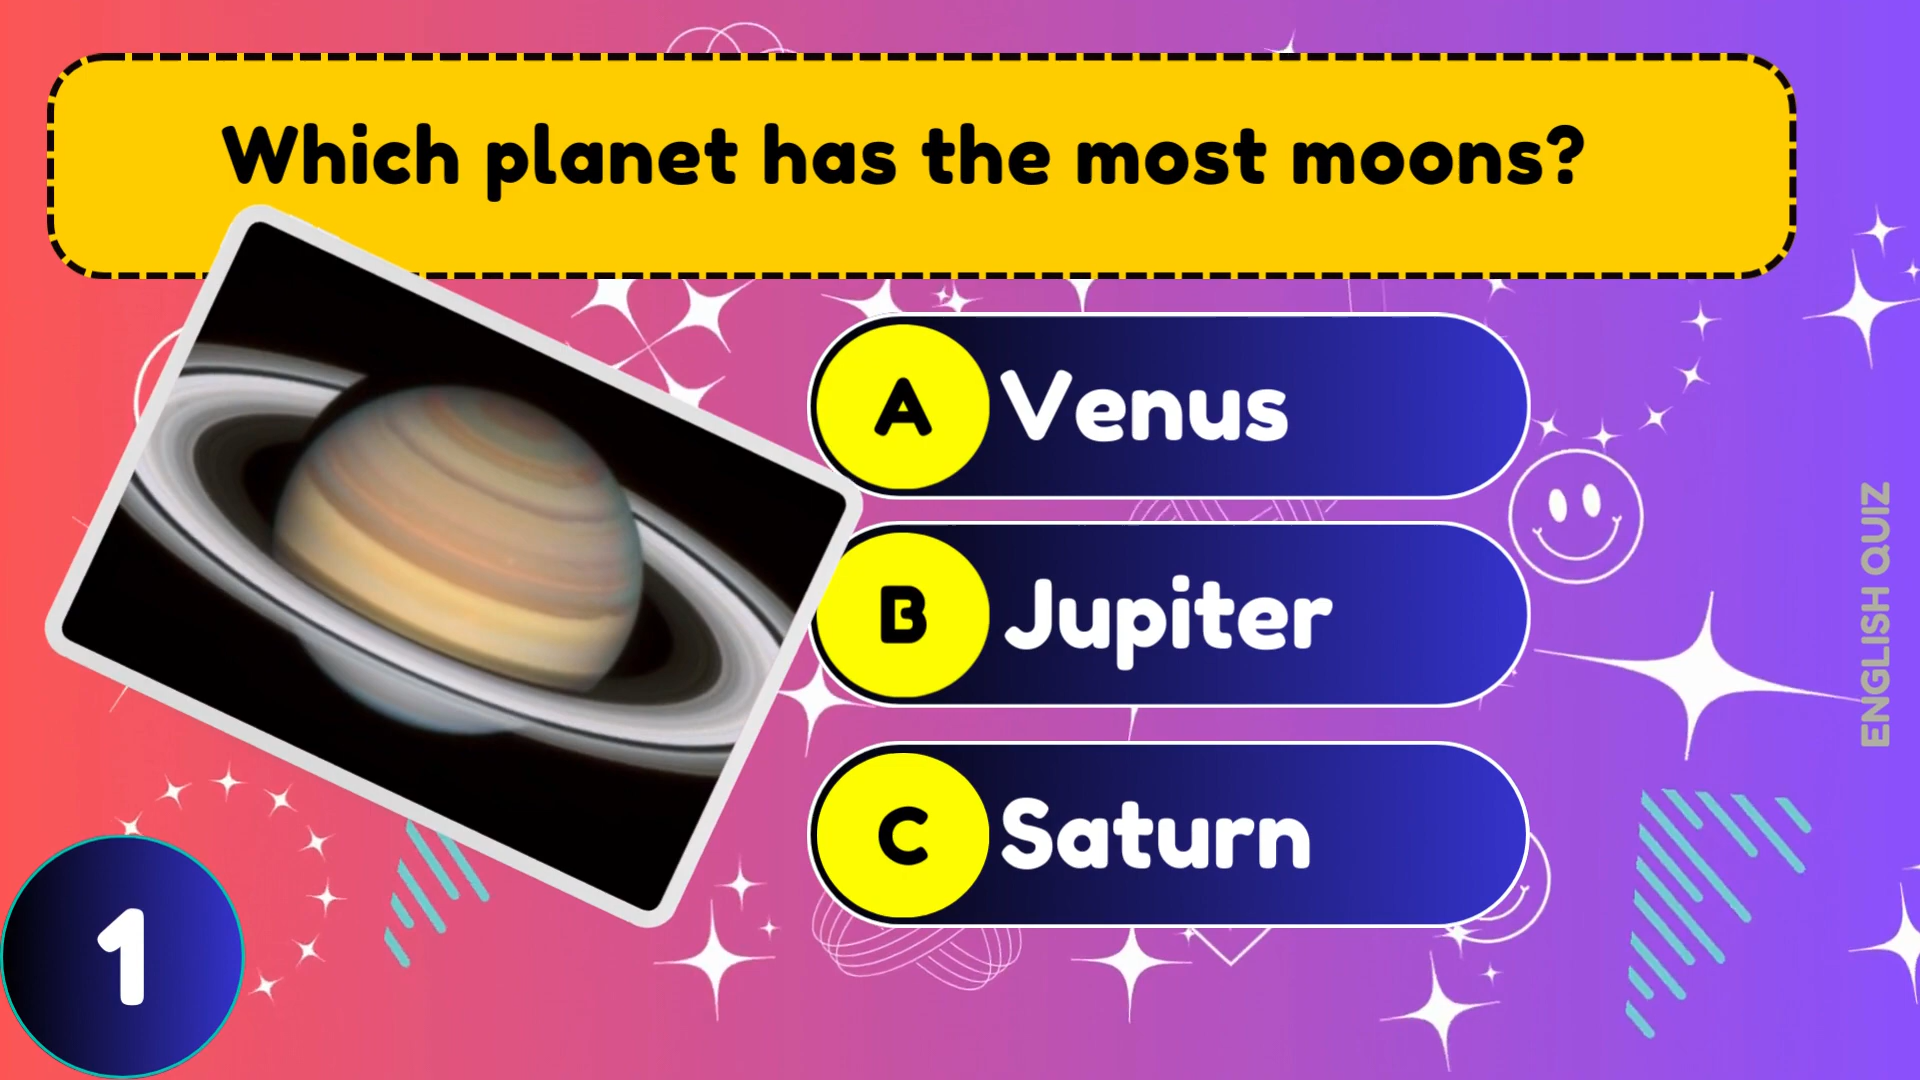 Which planet has the most moons?
A Venus
B Jupiter
C Saturn
1
ENGLISH QUIZ